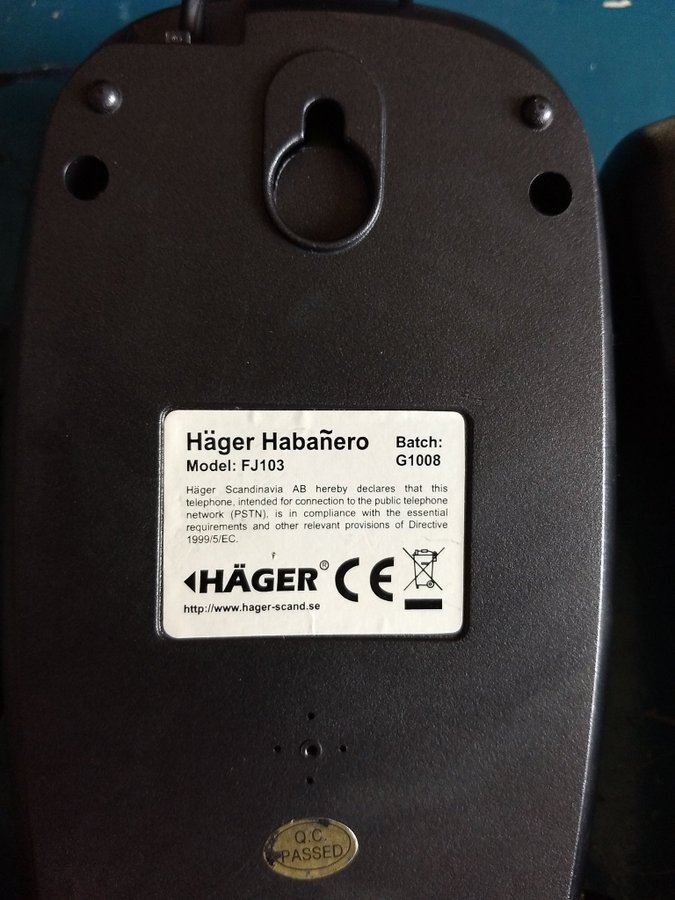 Häger Habañero
Model: FJ103
Batch:
G1008
Häger Scandinavia AB hereby declares that this
telephone, intended for connection to the public telephone
network (PSTN), is in compliance with the essential
requirements and other relevant provisions of Directive
1999/5/EC.
HÄGER® CE
http://www.hager-scand.se
Q.C.
PASSED